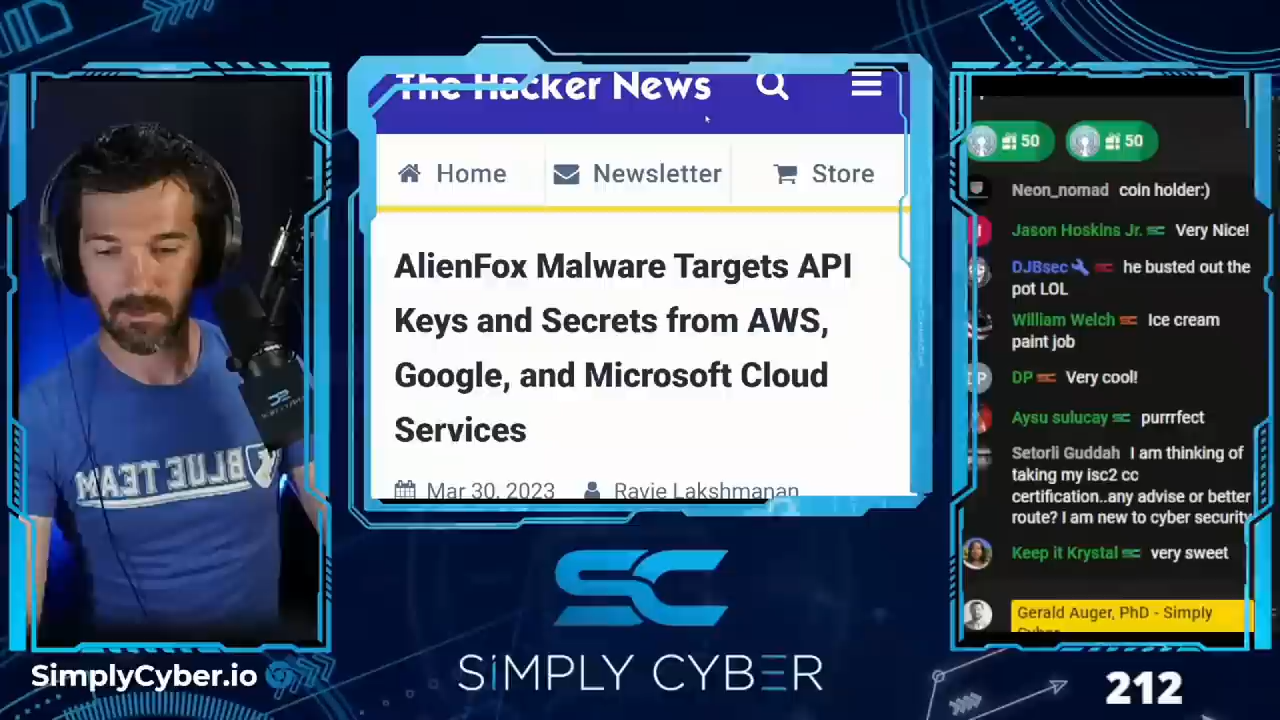 The Hacker News
Home
Newsletter
Store
AlienFox Malware Targets API
Keys and Secrets from AWS,
Google, and Microsoft Cloud
Services
Mar 30, 2023
Ravie Lakshmanan
BLUE TEAM
SIMPLY CYBER
50
50
Neon_nomad coin holder:)
Jason Hoskins Jr. Very Nice!
DJBsec he busted out the
pot LOL
William Welch Ice cream
paint job
DP Very cool!
Aysu sulucay purrrfect
Setorli Guddah I am thinking of
taking my isc2 cc
certification..any advise or better
route? I am new to cyber security
Keep it Krystal very sweet
Gerald Auger, PhD - Simply
Cyber
SC
SIMPLY CYBER
SimplyCyber.io
212